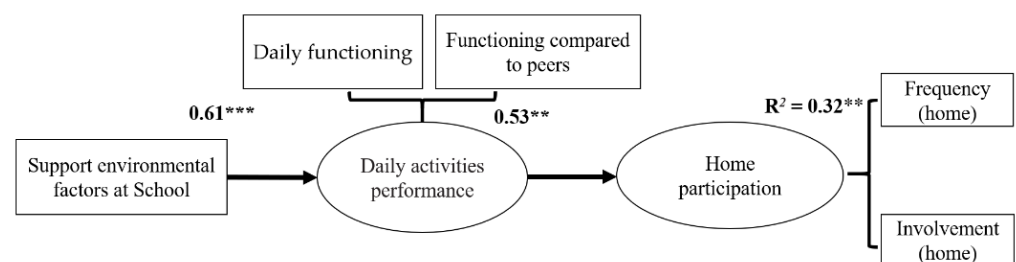 Daily functioning
Functioning compared
to peers
0.61***
0.53**
R² = 0.32**
Frequency
(home)
Support environmental
factors at School
Daily activities
performance
Home
participation
Involvement
(home)